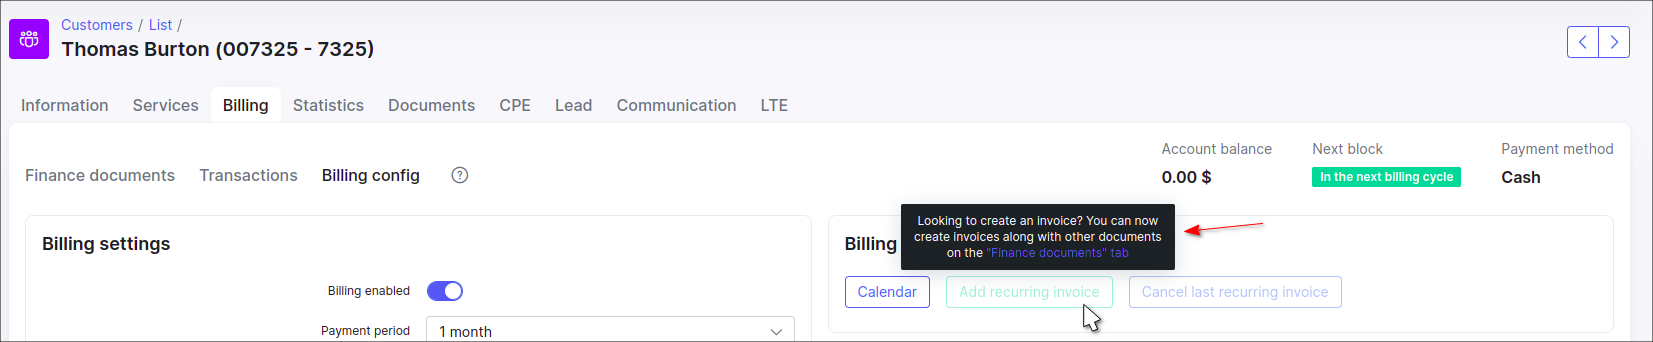 Customers / List /
Thomas Burton (007325 - 7325)
Information Services Billing Statistics Documents CPE Lead Communication LTE
Account balance Next block Payment method
Finance documents Transactions Billing config ? 0.00 $ In the next billing cycle Cash
Looking to create an invoice? You can now
create invoices along with other documents
on the "Finance documents" tab
Billing settings Billing
Calendar Add recurring invoice Cancel last recurring invoice
Billing enabled
Payment period 1 month